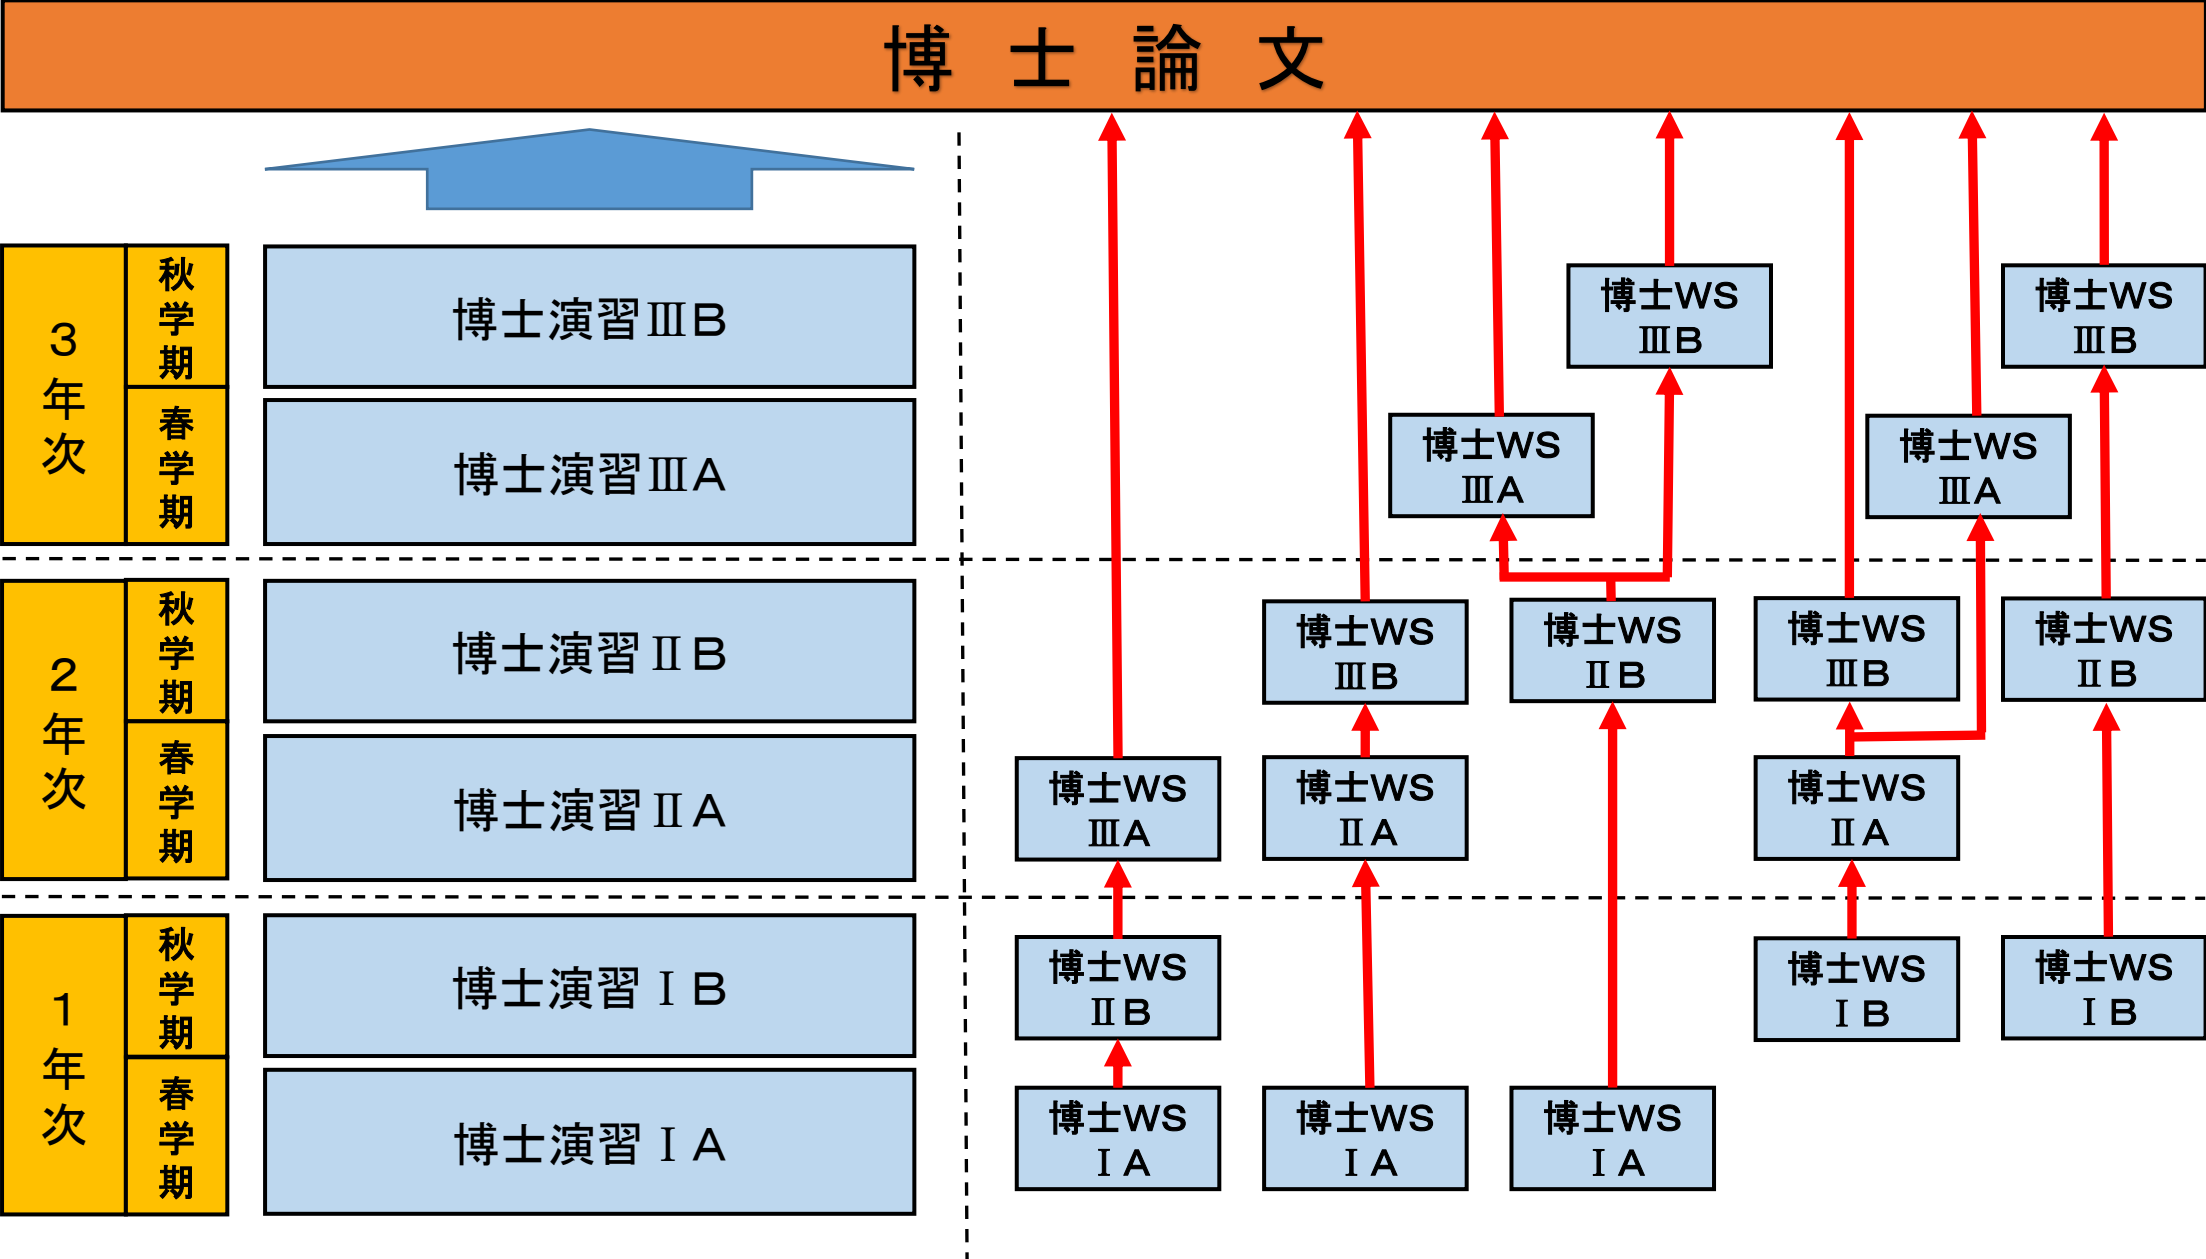 博 士 論 文
3年次
秋学期
博士演習ⅢB
春学期
博士演習ⅢA
2年次
秋学期
博士演習ⅡB
春学期
博士演習ⅡA
1年次
秋学期
博士演習ⅠB
春学期
博士演習ⅠA
博士WS
ⅢB
博士WS
ⅢB
博士WS
ⅢA
博士WS
ⅢA
博士WS
ⅢB
博士WS
ⅡB
博士WS
ⅢB
博士WS
ⅡB
博士WS
ⅢA
博士WS
ⅡA
博士WS
ⅡA
博士WS
ⅡB
博士WS
ⅠB
博士WS
ⅠB
博士WS
ⅠA
博士WS
ⅠA
博士WS
ⅠA